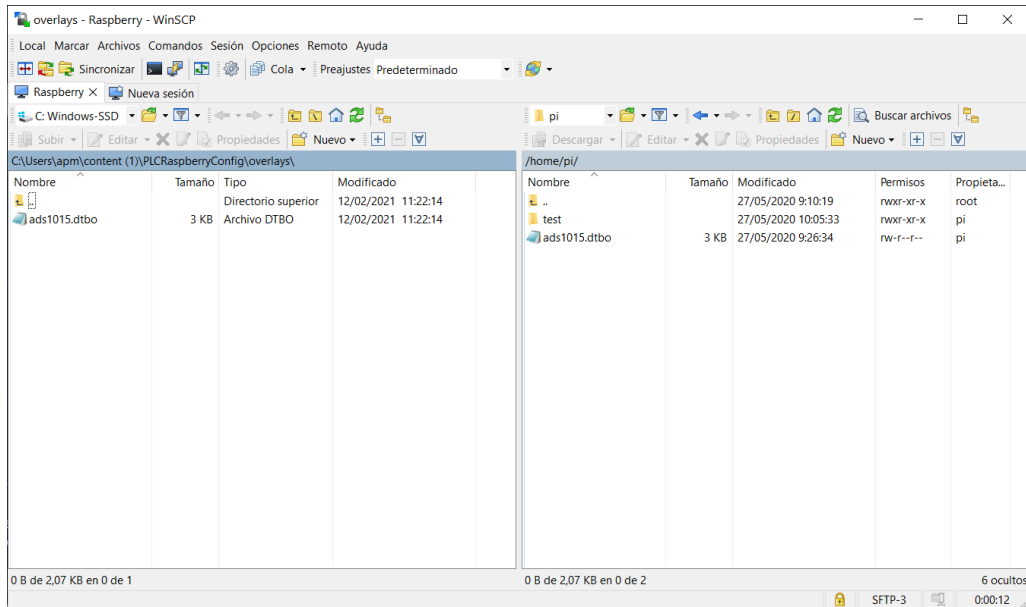 overlays - Raspberry - WinSCP
Local Marcar Archivos Comandos Sesión Opciones Remoto Ayuda
Sincronizar Cola Preajustes Predeterminado
Raspberry Nueva sesión
C: Windows-SSD
pi Buscar archivos
Subir Editar Propiedades Nuevo
Descargar Editar Propiedades Nuevo
C:\Users\apm\content (1)\PLCRaspberryConfig\overlays\
/home/pi/
Nombre Tamaño Tipo Modificado
.. Directorio superior 12/02/2021 11:22:14
ads1015.dtbo 3 KB Archivo DTBO 12/02/2021 11:22:14
Nombre Tamaño Modificado Permisos Propieta...
.. 27/05/2020 9:10:19 rwxr-xr-x root
test 27/05/2020 10:05:33 rwxr-xr-x pi
ads1015.dtbo 3 KB 27/05/2020 9:26:34 rw-r--r-- pi
0 B de 2,07 KB en 0 de 1
0 B de 2,07 KB en 0 de 2 6 ocultos
SFTP-3 0:00:12